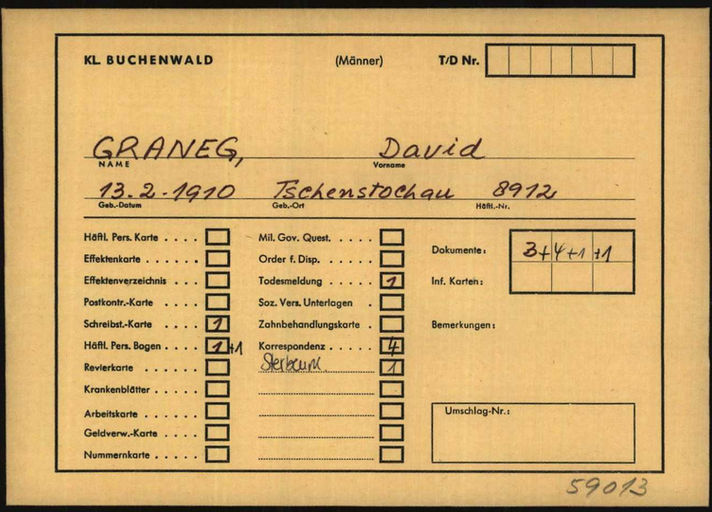 KL BUCHENWALD (Männer) T/D Nr.
GRANEG, David
NAME Vorname
13.2.1910 Tschenstochau 8912
Geb.-Datum Geb.-Ort Häftl.-Nr.
Häftl. Pers. Karte . . . . Mil. Gov. Quest. . . . . . Dokumente: 3+4+1+1
Effektenkarte . . . . . . Order f. Disp. . . . . . .
Effektenverzeichnis . . . Todesmeldung . . . . . 1 Inf. Karten:
Postkontr.-Karte . . . . Soz. Vers. Unterlagen .
Schreibst.-Karte . . . . 1 Zahnbehandlungskarte . Bemerkungen:
Häftl. Pers. Bogen . . . . 1+1 Korrespondenz . . . . . 4
Revierkarte . . . . . . Sterbeurk. 1
Krankenblätter . . . . .
Arbeitskarte . . . . . . Umschlag-Nr.:
Geldverw.-Karte . . . .
Nummernkarte . . . . .
59013